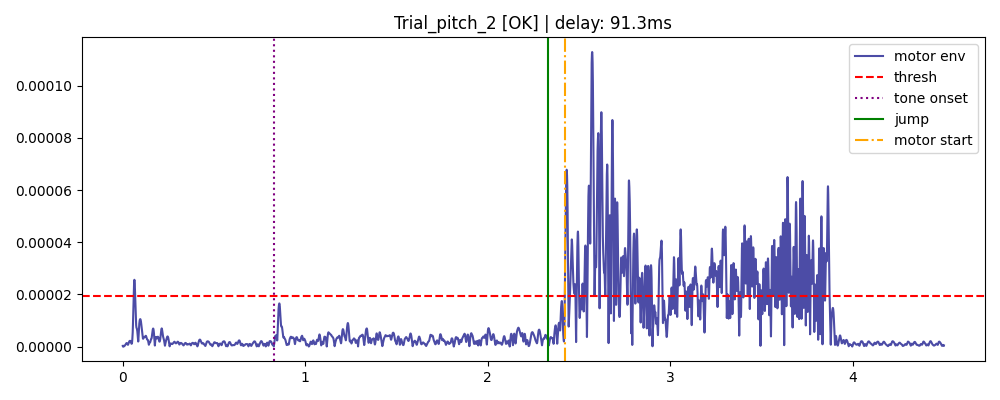 Trial_pitch_2 [OK] | delay: 91.3ms
motor env
thresh
tone onset
jump
motor start
0.00010
0.00008
0.00006
0.00004
0.00002
0.00000
0 1 2 3 4